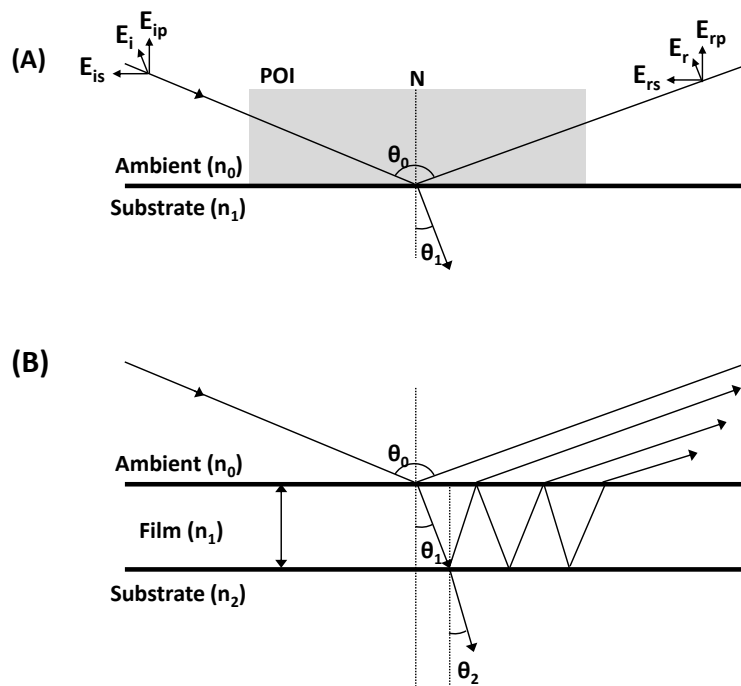 (A)
E_ip
E_i
E_is
POI
N
E_rp
E_r
E_rs
θ_0
Ambient (n_0)
Substrate (n_1)
θ_1
(B)
θ_0
Ambient (n_0)
Film (n_1)
θ_1
Substrate (n_2)
θ_2